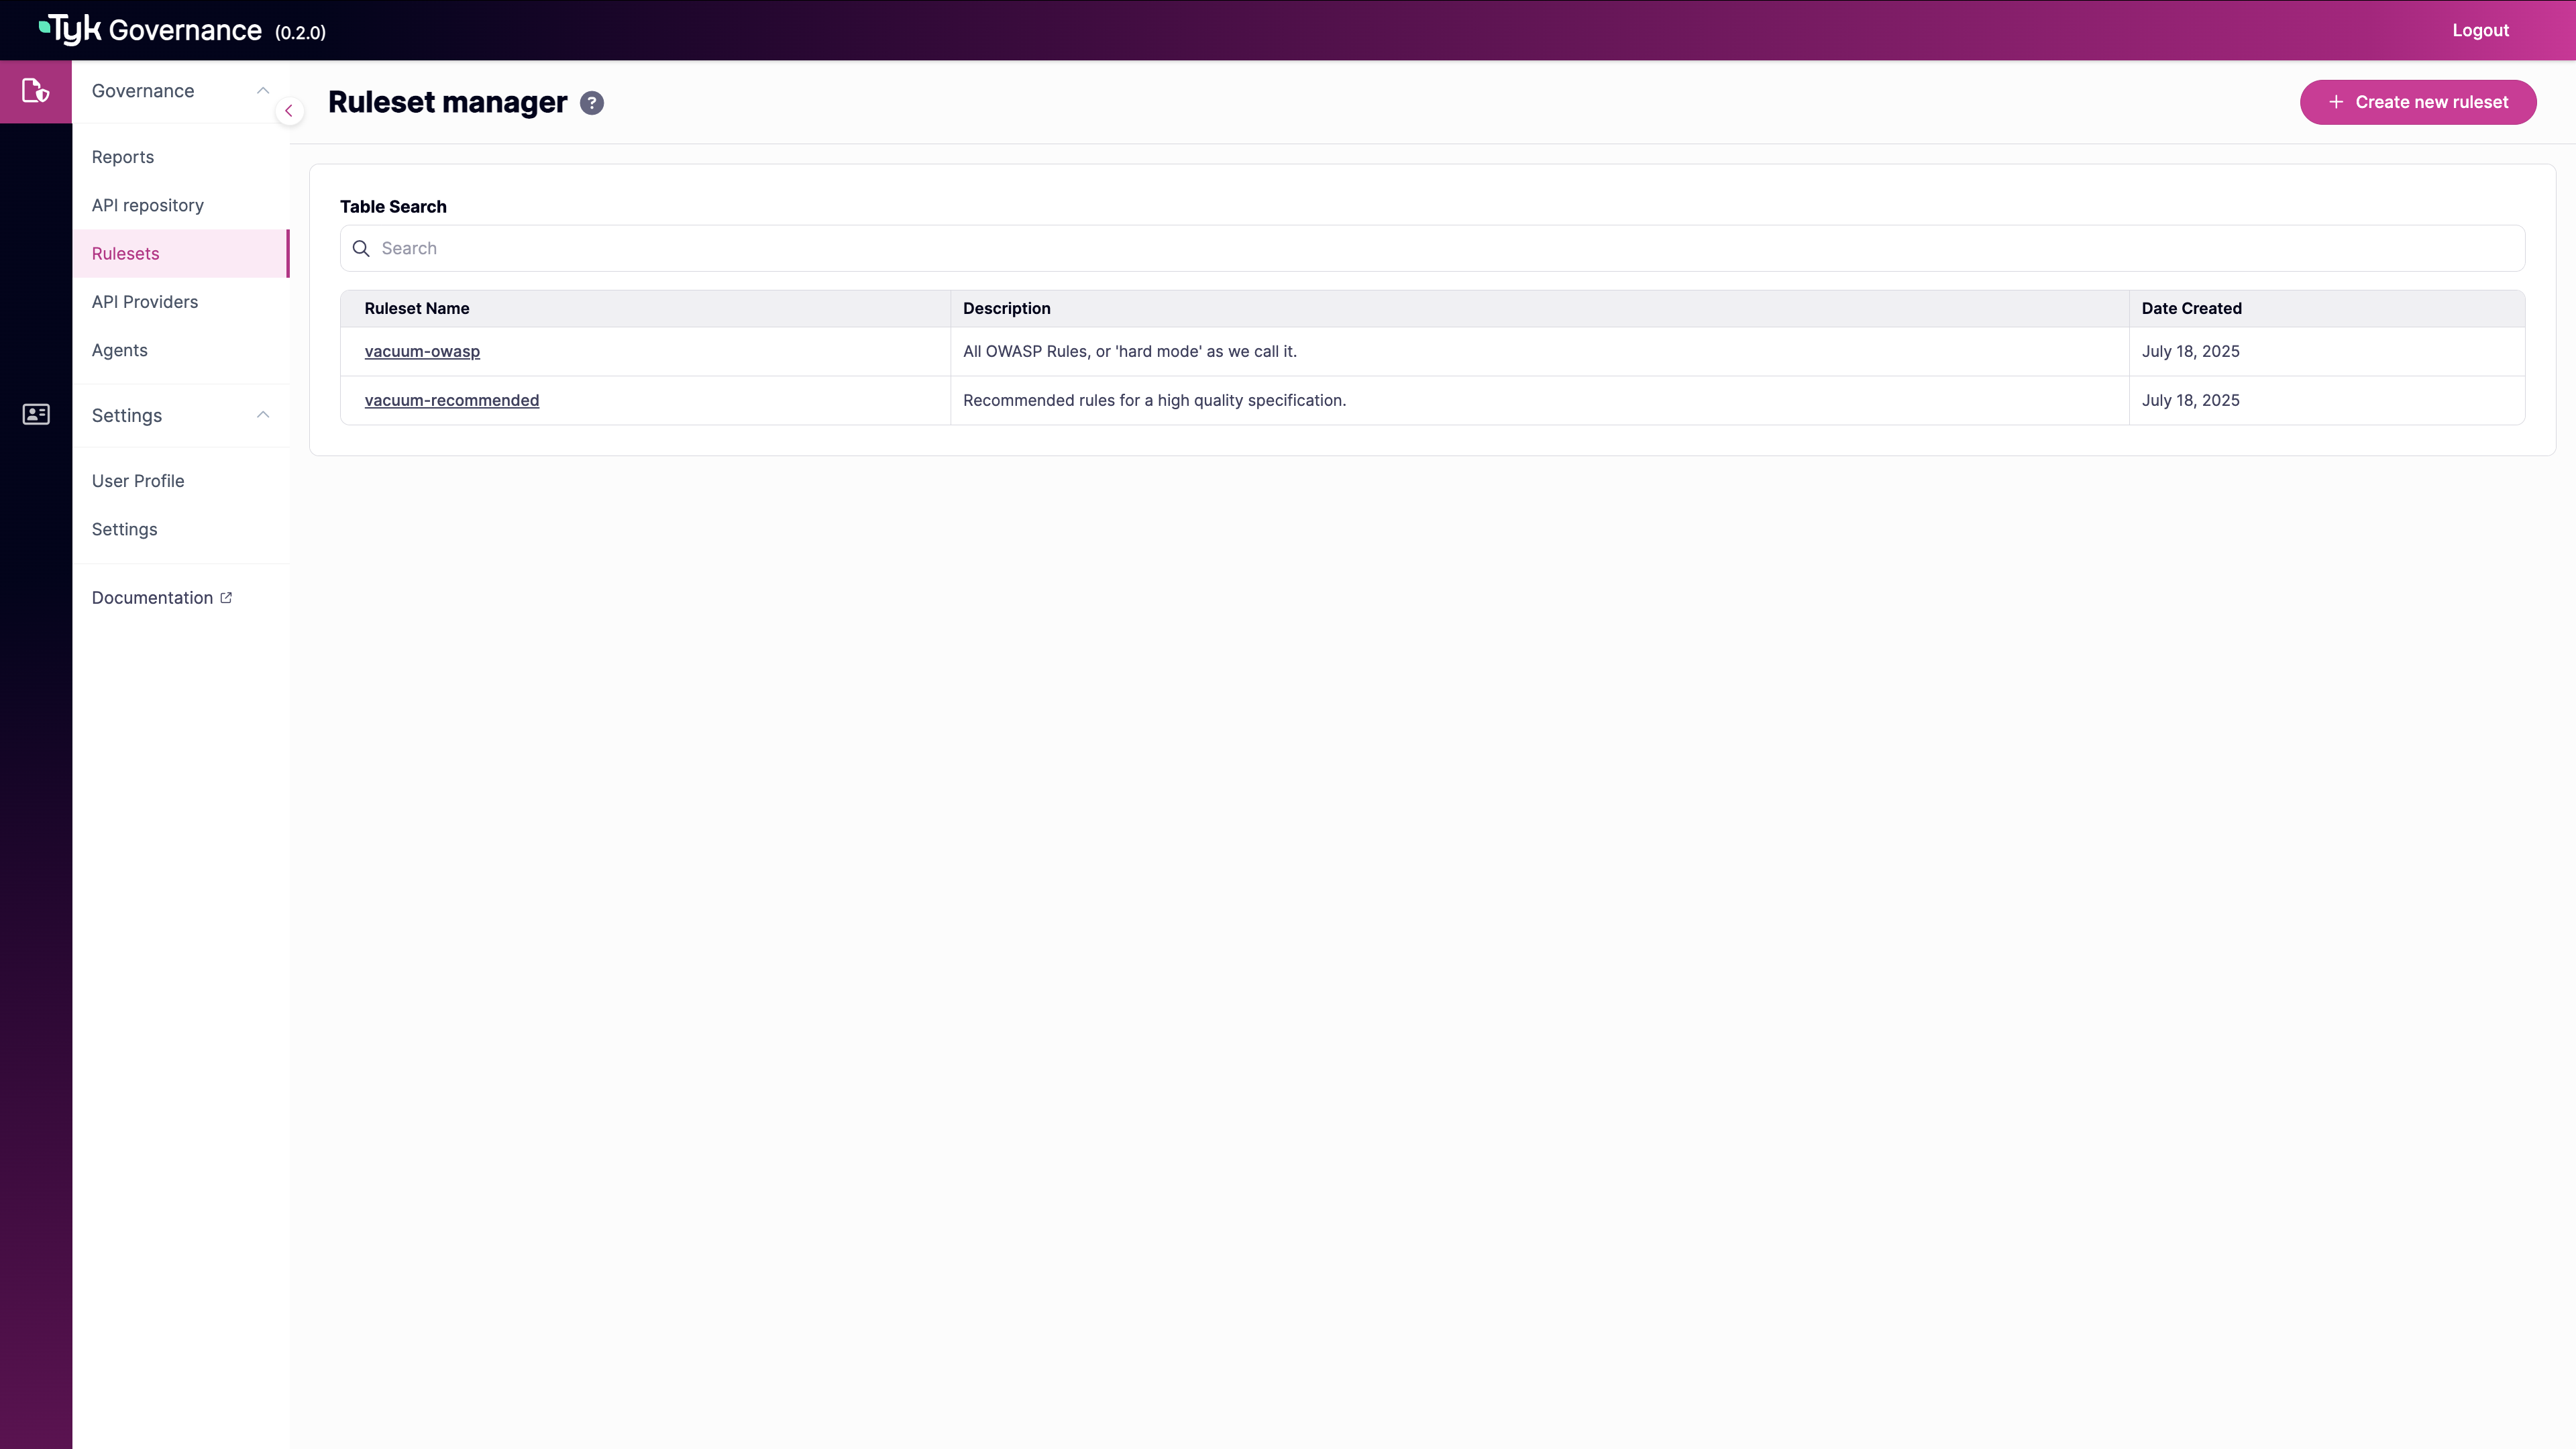 Tyk Governance (0.2.0)
Logout
Governance
Reports
API repository
Rulesets
API Providers
Agents
Settings
User Profile
Settings
Documentation
Ruleset manager ?
+ Create new ruleset
Table Search
Search
Ruleset Name Description Date Created
vacuum-owasp All OWASP Rules, or 'hard mode' as we call it. July 18, 2025
vacuum-recommended Recommended rules for a high quality specification. July 18, 2025